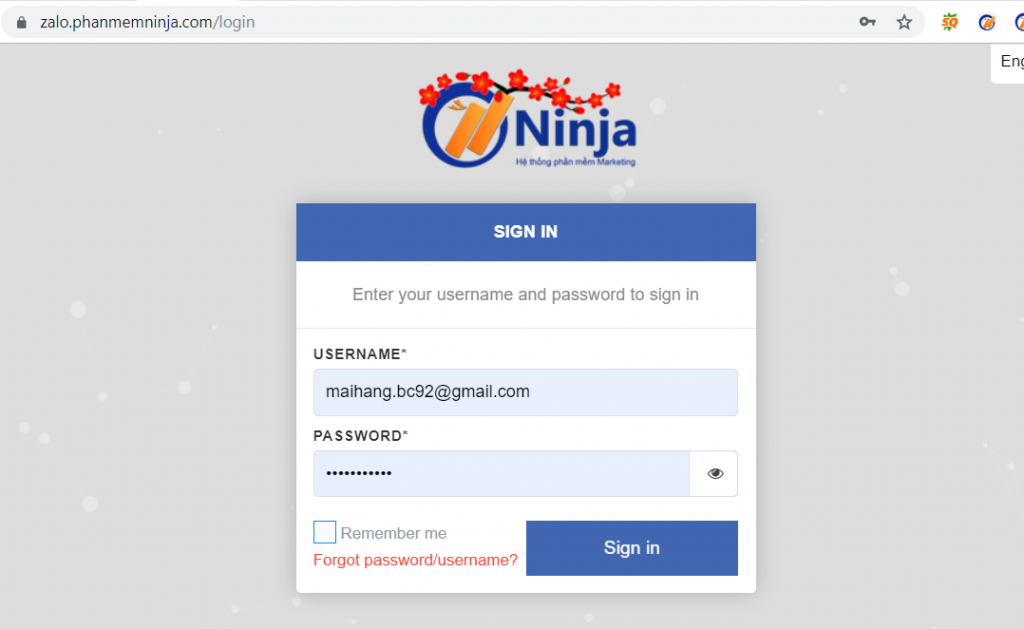 zalo.phanmemninja.com/login
SQ
Eng
Ninja
Hệ thống phần mềm Marketing
SIGN IN
Enter your username and password to sign in
USERNAME*
maihang.bc92@gmail.com
PASSWORD*
•••••••••••
Remember me
Forgot password/username?
Sign in